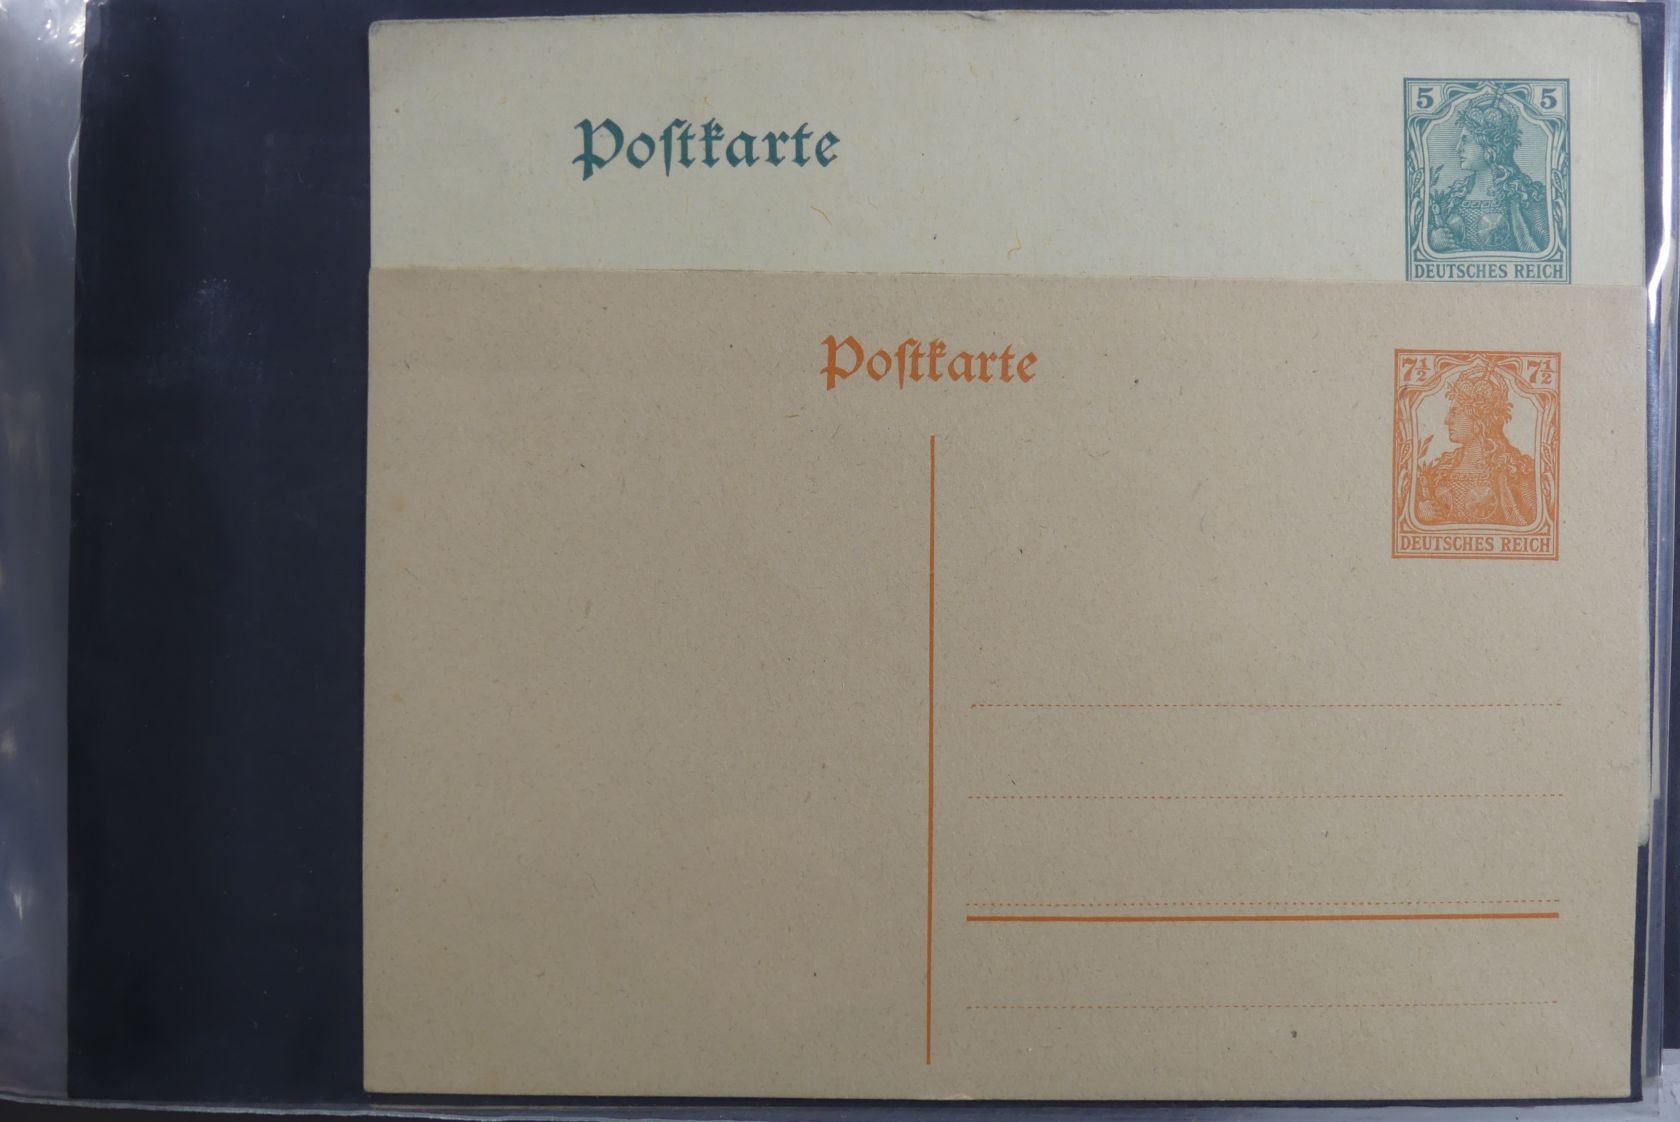 Poſtkarte
5 5
DEUTSCHES REICH
Poſtkarte
7½ 7½
DEUTSCHES REICH